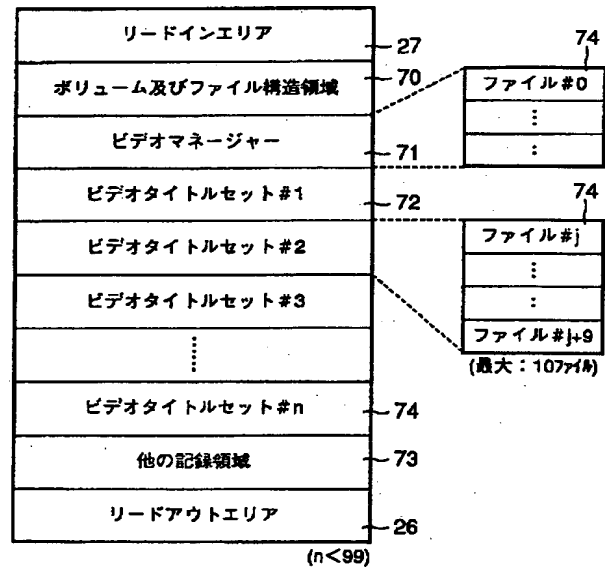 リードインエリア
27
ボリューム及びファイル構造領域
70
ビデオマネージャー
71
ビデオタイトルセット#1
72
ビデオタイトルセット#2
ビデオタイトルセット#3
ビデオタイトルセット#n
74
他の記録領域
73
リードアウトエリア
26
(n<99)
74
ファイル#0
74
ファイル#j
ファイル#j+9
(最大：10ファイル)